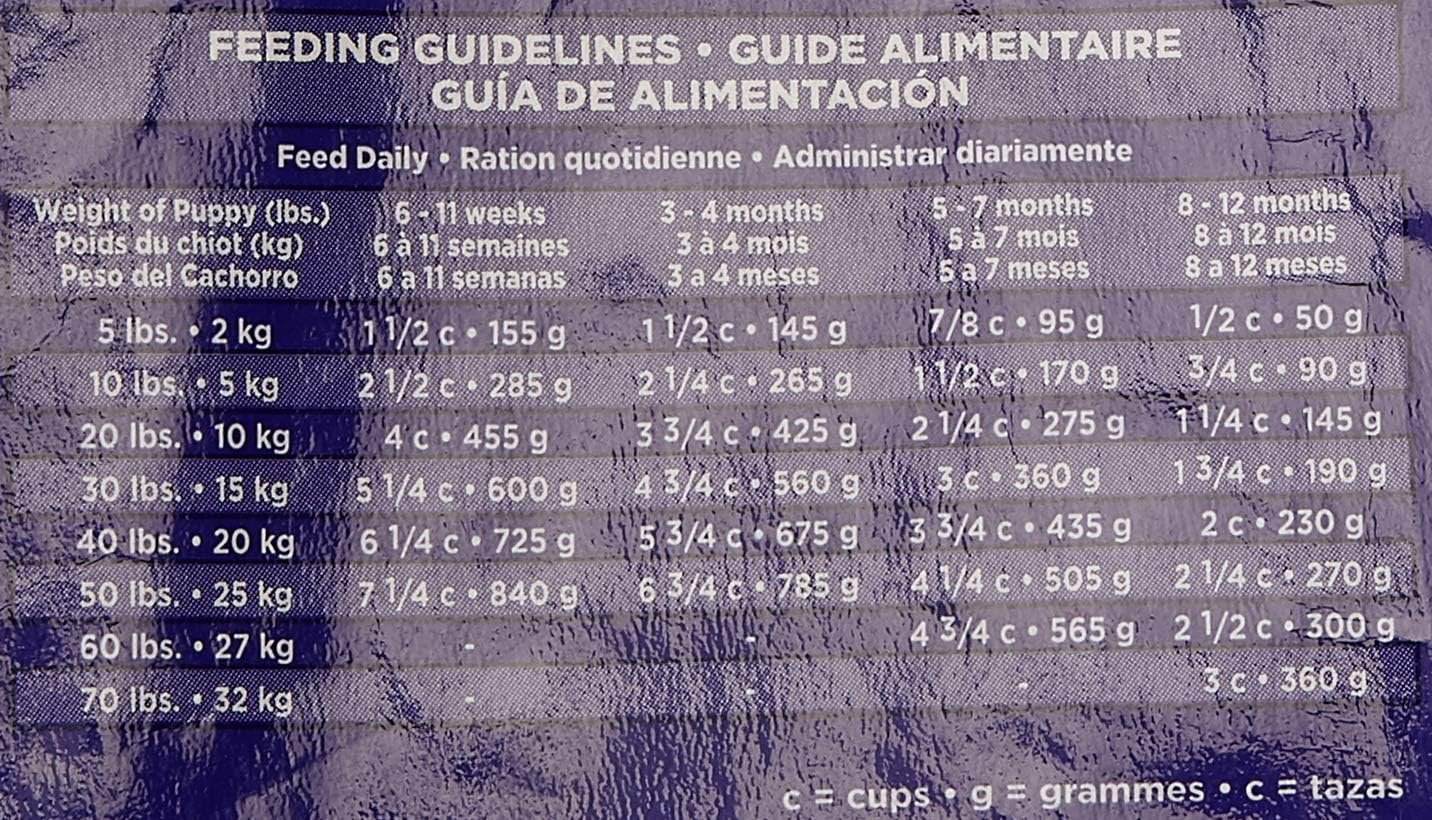 FEEDING GUIDELINES • GUIDE ALIMENTAIRE
GUÍA DE ALIMENTACIÓN
Feed Daily • Ration quotidienne • Administrar diariamente
Weight of Puppy (lbs.) 6 - 11 weeks 3 - 4 months 5 - 7 months 8 - 12 months
Poids du chiot (kg) 6 à 11 semaines 3 à 4 mois 5 à 7 mois 8 à 12 mois
Peso del Cachorro 6 a 11 semanas 3 a 4 meses 5 a 7 meses 8 a 12 meses
5 lbs. • 2 kg 1 1/2 c • 155 g 1 1/2 c • 145 g 7/8 c • 95 g 1/2 c • 50 g
10 lbs. • 5 kg 2 1/2 c • 285 g 2 1/4 c • 265 g 1 1/2 c • 170 g 3/4 c • 90 g
20 lbs. • 10 kg 4 c • 455 g 3 3/4 c • 425 g 2 1/4 c • 275 g 1 1/4 c • 145 g
30 lbs. • 15 kg 5 1/4 c • 600 g 4 3/4 c • 560 g 3 c • 360 g 1 3/4 c • 190 g
40 lbs. • 20 kg 6 1/4 c • 725 g 5 3/4 c • 675 g 3 3/4 c • 435 g 2 c • 230 g
50 lbs. • 25 kg 7 1/4 c • 840 g 6 3/4 c • 785 g 4 1/4 c • 505 g 2 1/4 c • 270 g
60 lbs. • 27 kg - - 4 3/4 c • 565 g 2 1/2 c • 300 g
70 lbs. • 32 kg - - - 3 c • 360 g
c = cups • g = grammes • c = tazas